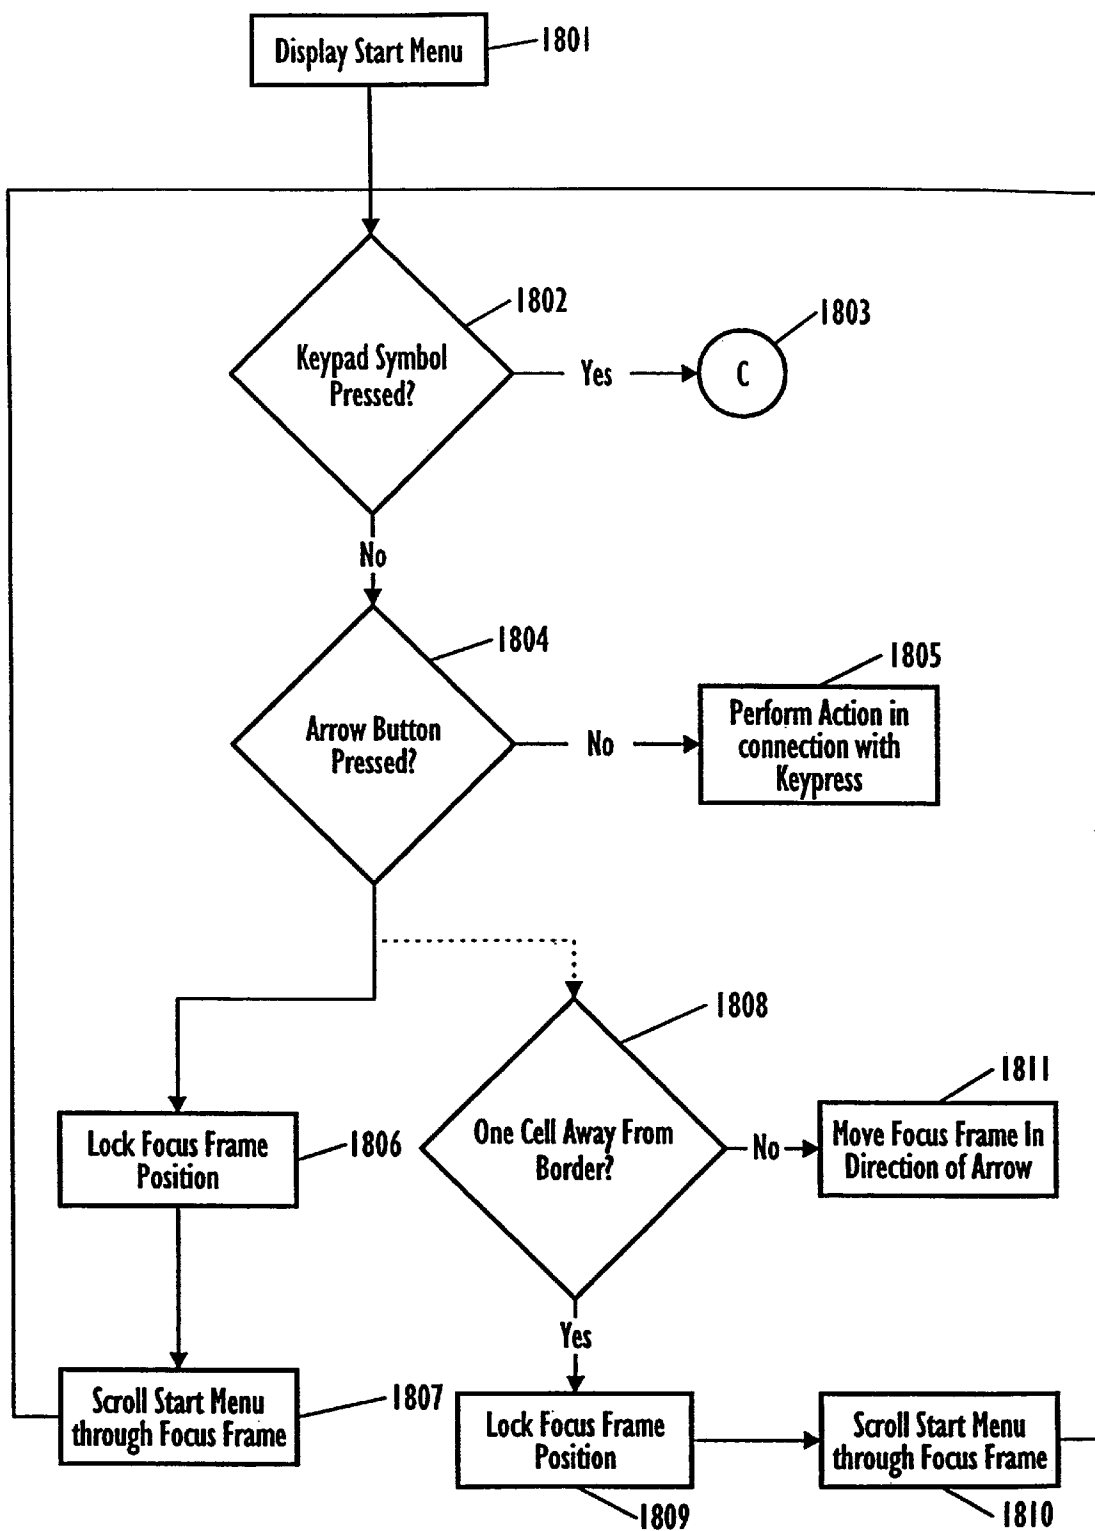 Display Start Menu
1801
1802
Keypad Symbol
Pressed?
Yes
C
1803
No
1804
Arrow Button
Pressed?
No
1805
Perform Action in
connection with
Keypress
1808
One Cell Away From
Border?
No
1811
Move Focus Frame In
Direction of Arrow
Lock Focus Frame
Position
1806
Yes
Scroll Start Menu
through Focus Frame
1807
Lock Focus Frame
Position
1809
Scroll Start Menu
through Focus Frame
1810